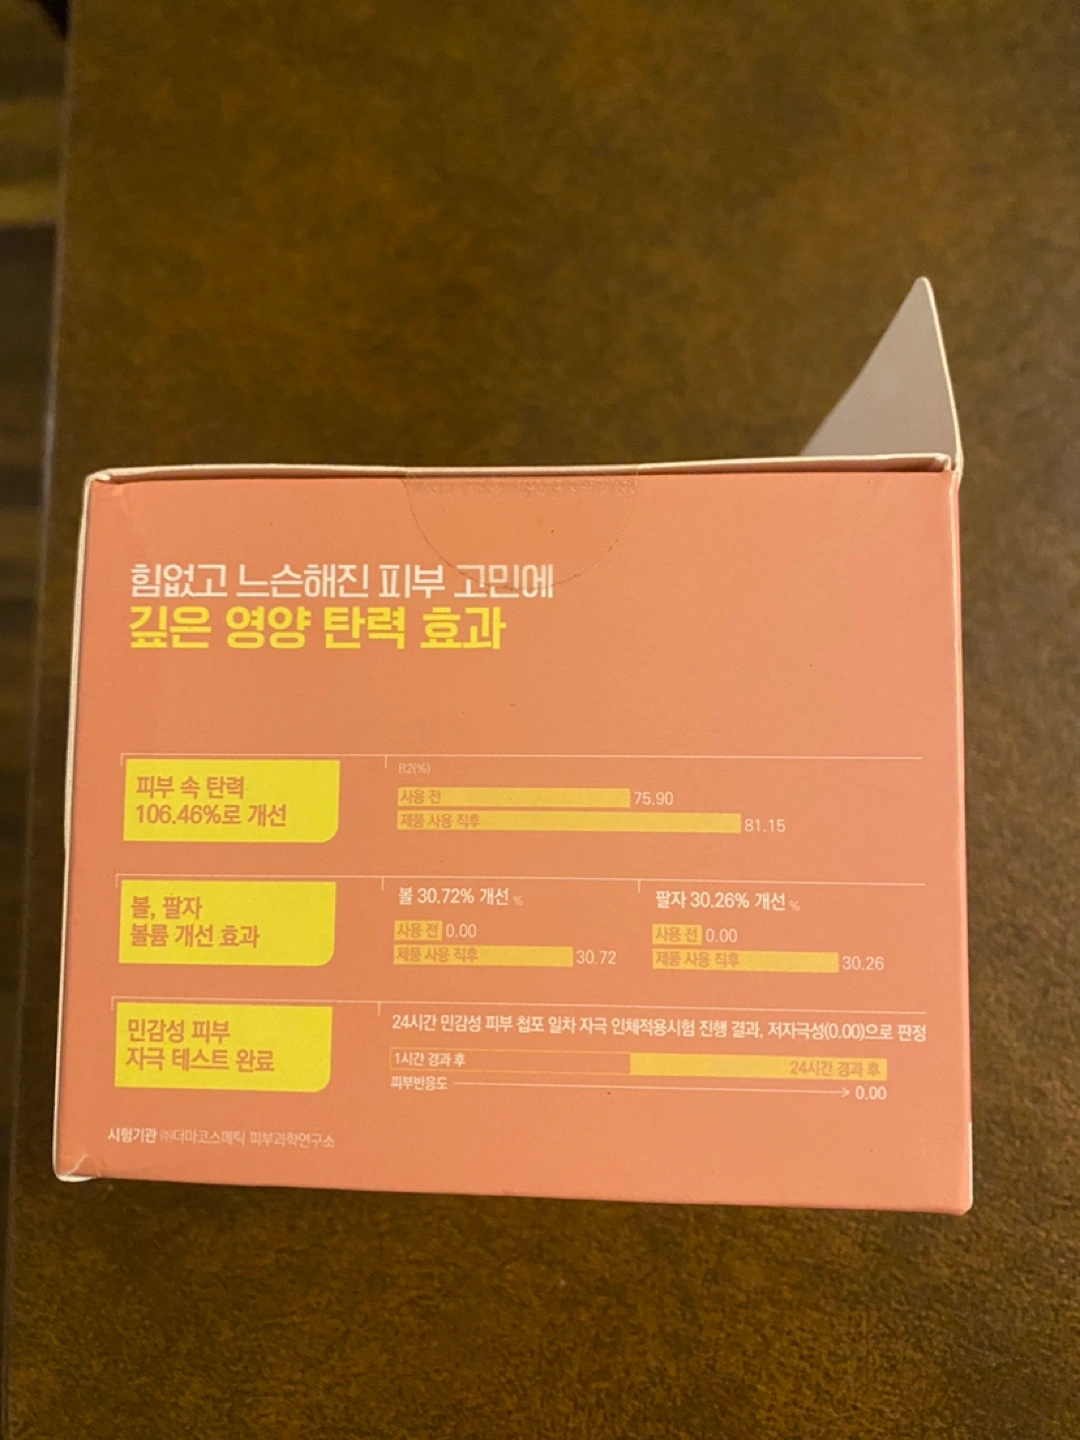 힘없고 느슨해진 피부 고민에
깊은 영양 탄력 효과
피부 속 탄력
106.46%로 개선
R2(%)
사용 전 75.90
제품 사용 직후 81.15
볼, 팔자
볼륨 개선 효과
볼 30.72% 개선 %
사용 전 0.00
제품 사용 직후 30.72
팔자 30.26% 개선 %
사용 전 0.00
제품 사용 직후 30.26
민감성 피부
자극 테스트 완료
24시간 민감성 피부 첩포 일차 자극 인체적용시험 진행 결과, 저자극성(0.00)으로 판정
1시간 경과 후 24시간 경과 후
피부반응도 0.00
시험기관 ㈜더마코스메틱 피부과학연구소